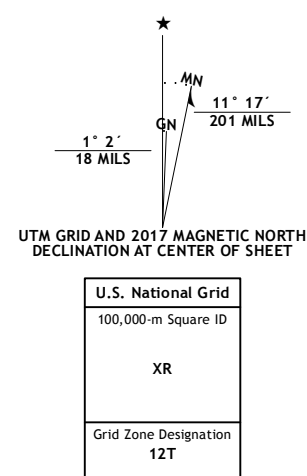 ★
MN
GN
11° 17´
201 MILS
1° 2´
18 MILS
UTM GRID AND 2017 MAGNETIC NORTH
DECLINATION AT CENTER OF SHEET
U.S. National Grid
100,000-m Square ID
XR
Grid Zone Designation
12T